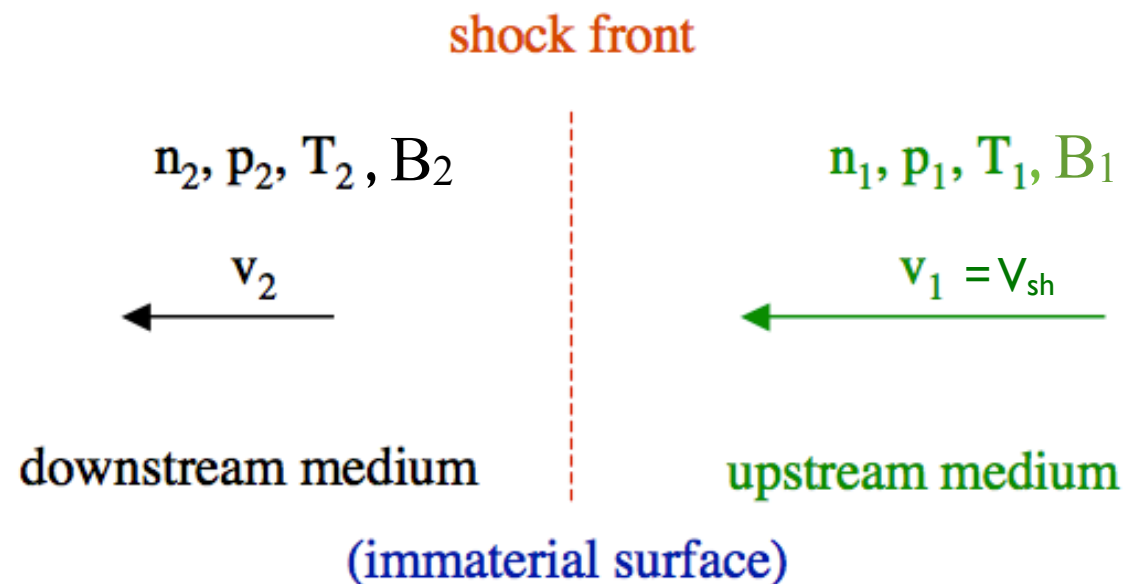 shock front
n₂, p₂, T₂ , B₂ n₁, p₁, T₁, B₁
v₂ v₁ = Vsh
downstream medium upstream medium
(immaterial surface)